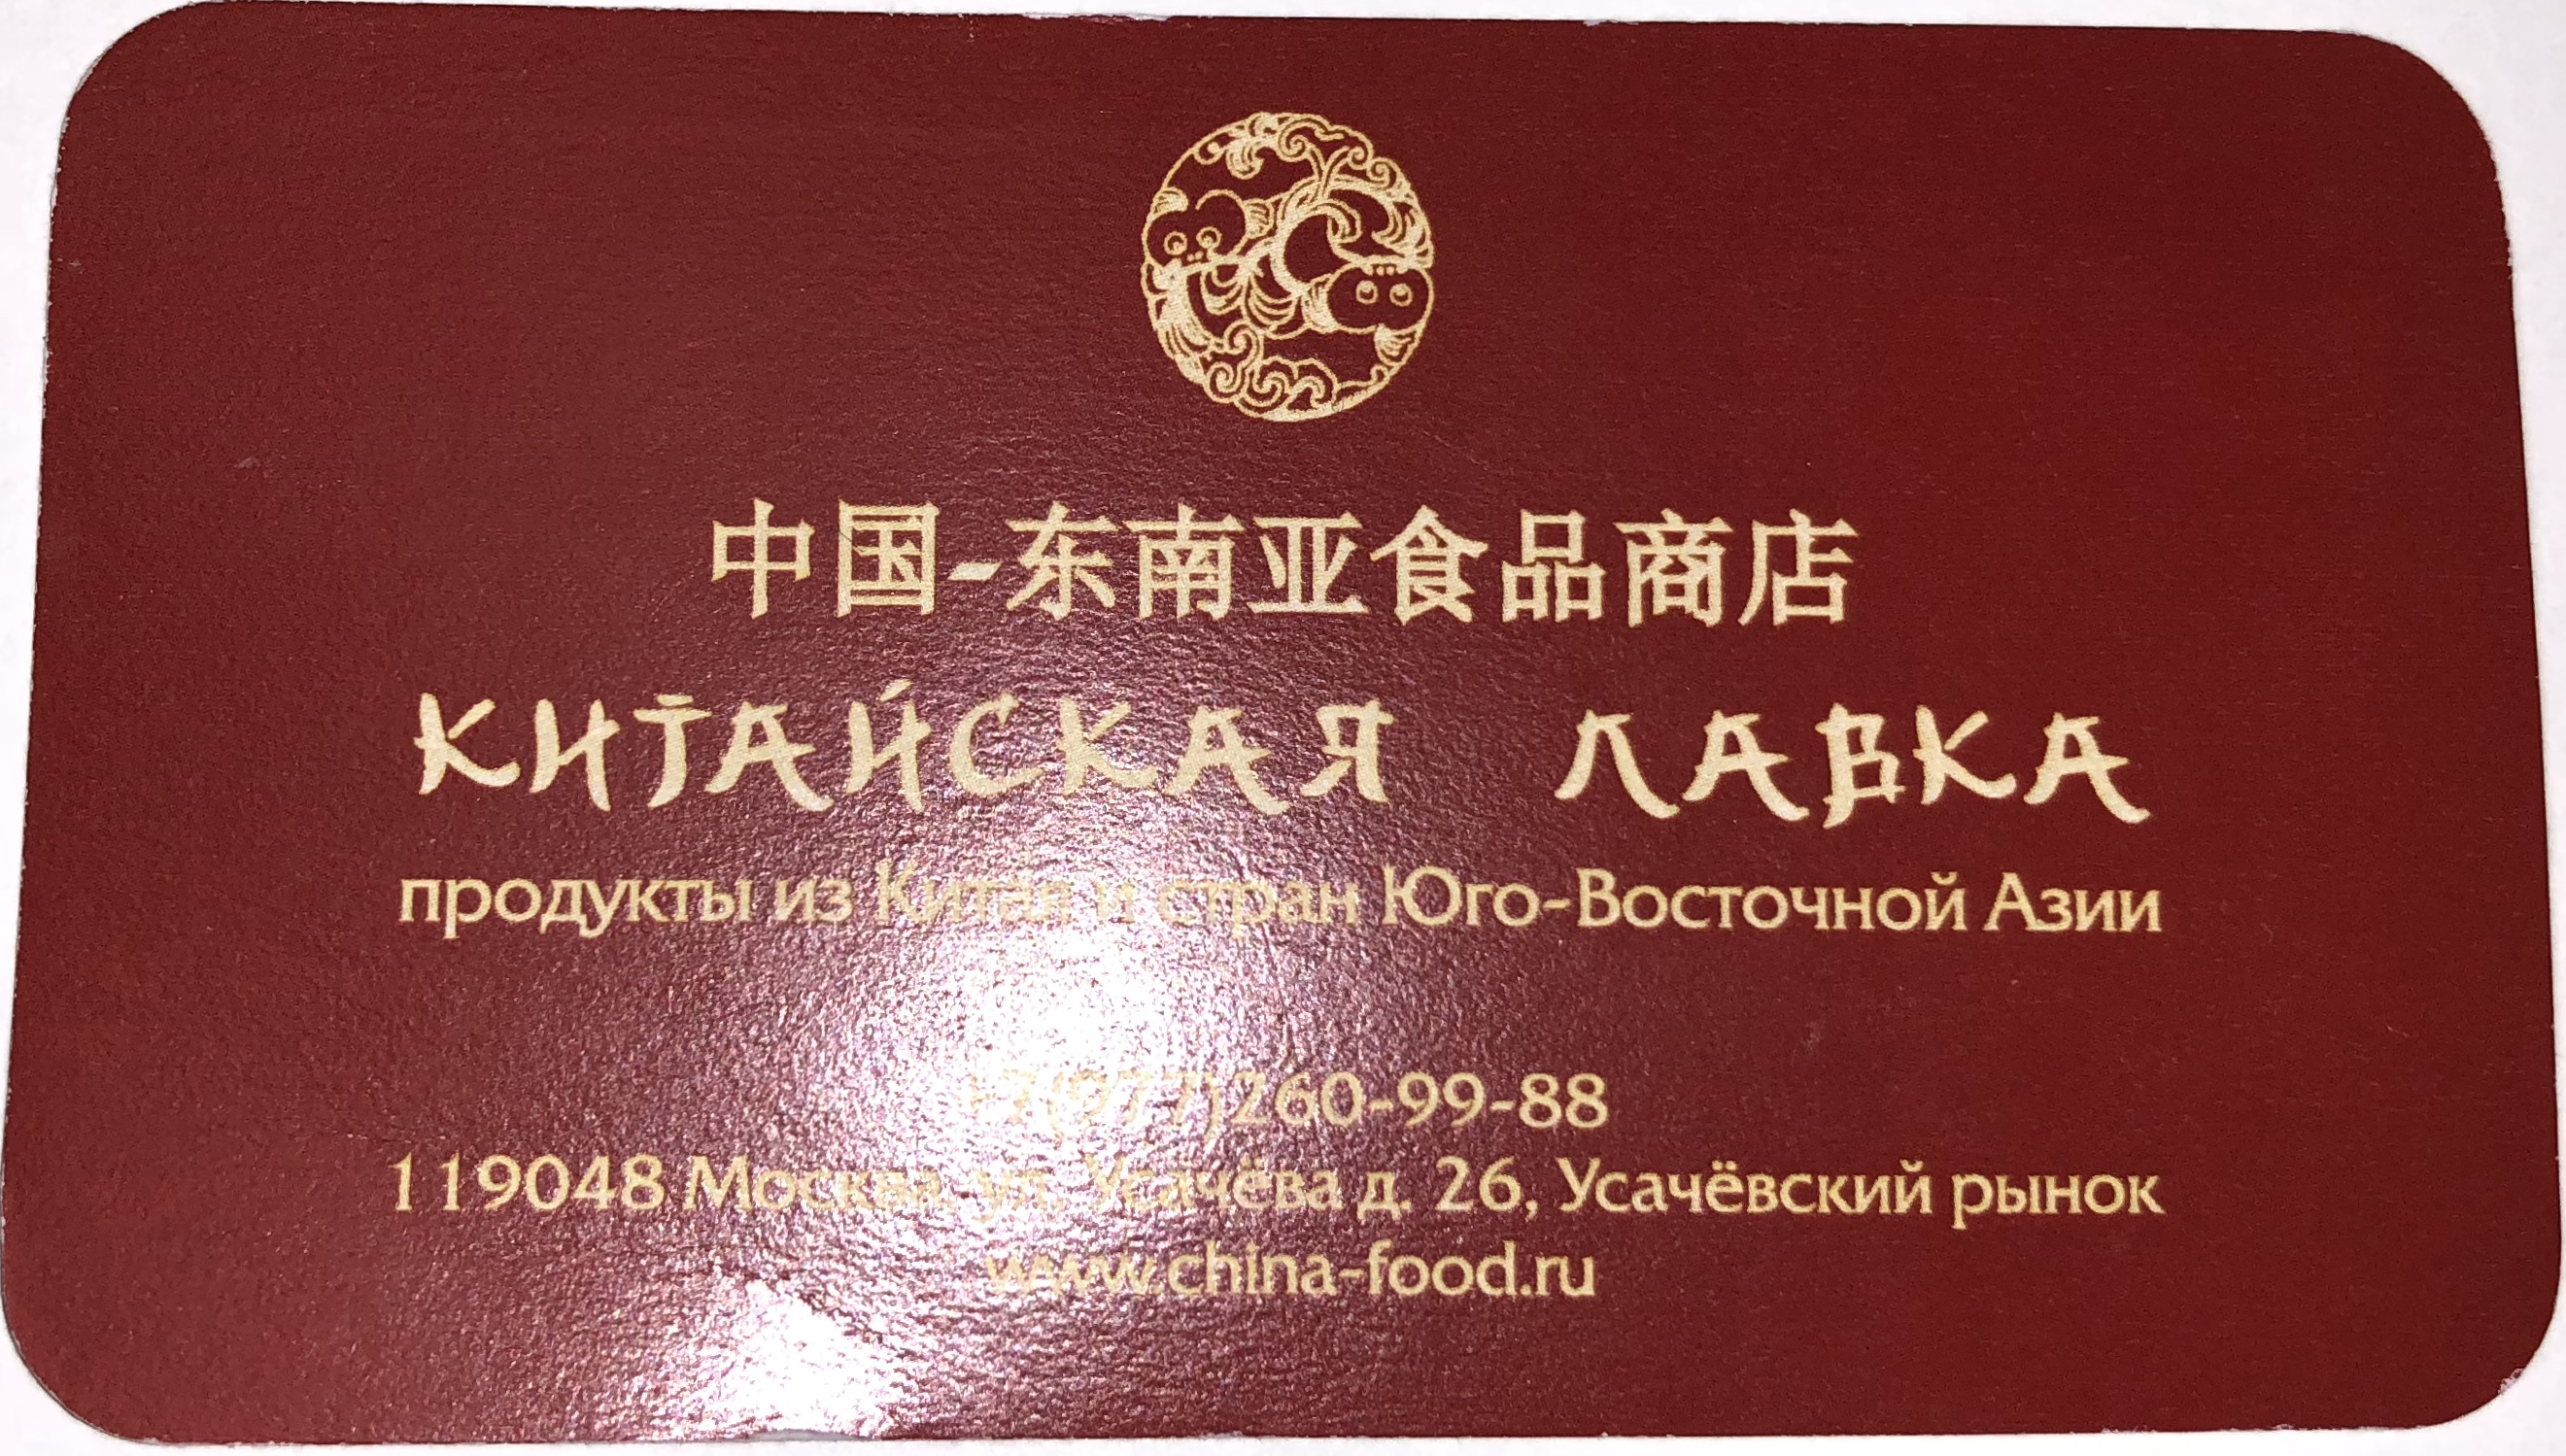 中国-东南亚食品商店
КИТАЙСКАЯ ЛАВКА
продукты из Китая и стран Юго-Восточной Азии
+7(977)260-99-88
119048 Москва, ул. Усачёва д. 26, Усачёвский рынок
www.china-food.ru